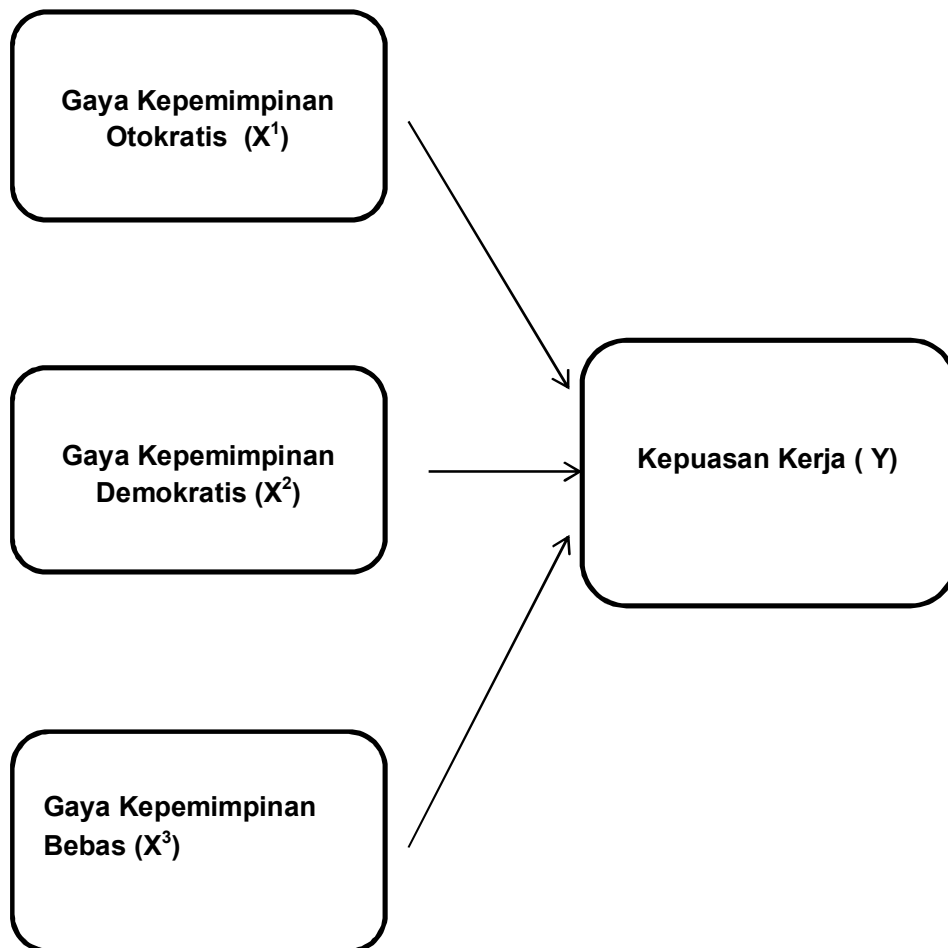 Gaya Kepemimpinan
Otokratis (X¹)
Gaya Kepemimpinan
Demokratis (X²)
Kepuasan Kerja ( Y)
Gaya Kepemimpinan
Bebas (X³)